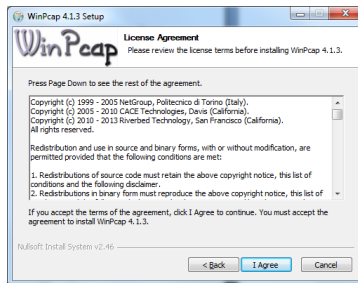 WinPcap 4.1.3 Setup
WinPcap
License Agreement
Please review the license terms before installing WinPcap 4.1.3.
Press Page Down to see the rest of the agreement.
Copyright (c) 1999 - 2005 NetGroup, Politecnico di Torino (Italy).
Copyright (c) 2005 - 2010 CACE Technologies, Davis (California).
Copyright (c) 2010 - 2013 Riverbed Technology, San Francisco (California).
All rights reserved.
Redistribution and use in source and binary forms, with or without modification, are
permitted provided that the following conditions are met:
1. Redistributions of source code must retain the above copyright notice, this list of
conditions and the following disclaimer.
2. Redistributions in binary form must reproduce the above copyright notice, this list of
If you accept the terms of the agreement, click I Agree to continue. You must accept the
agreement to install WinPcap 4.1.3.
Nullsoft Install System v2.46
< Back
I Agree
Cancel